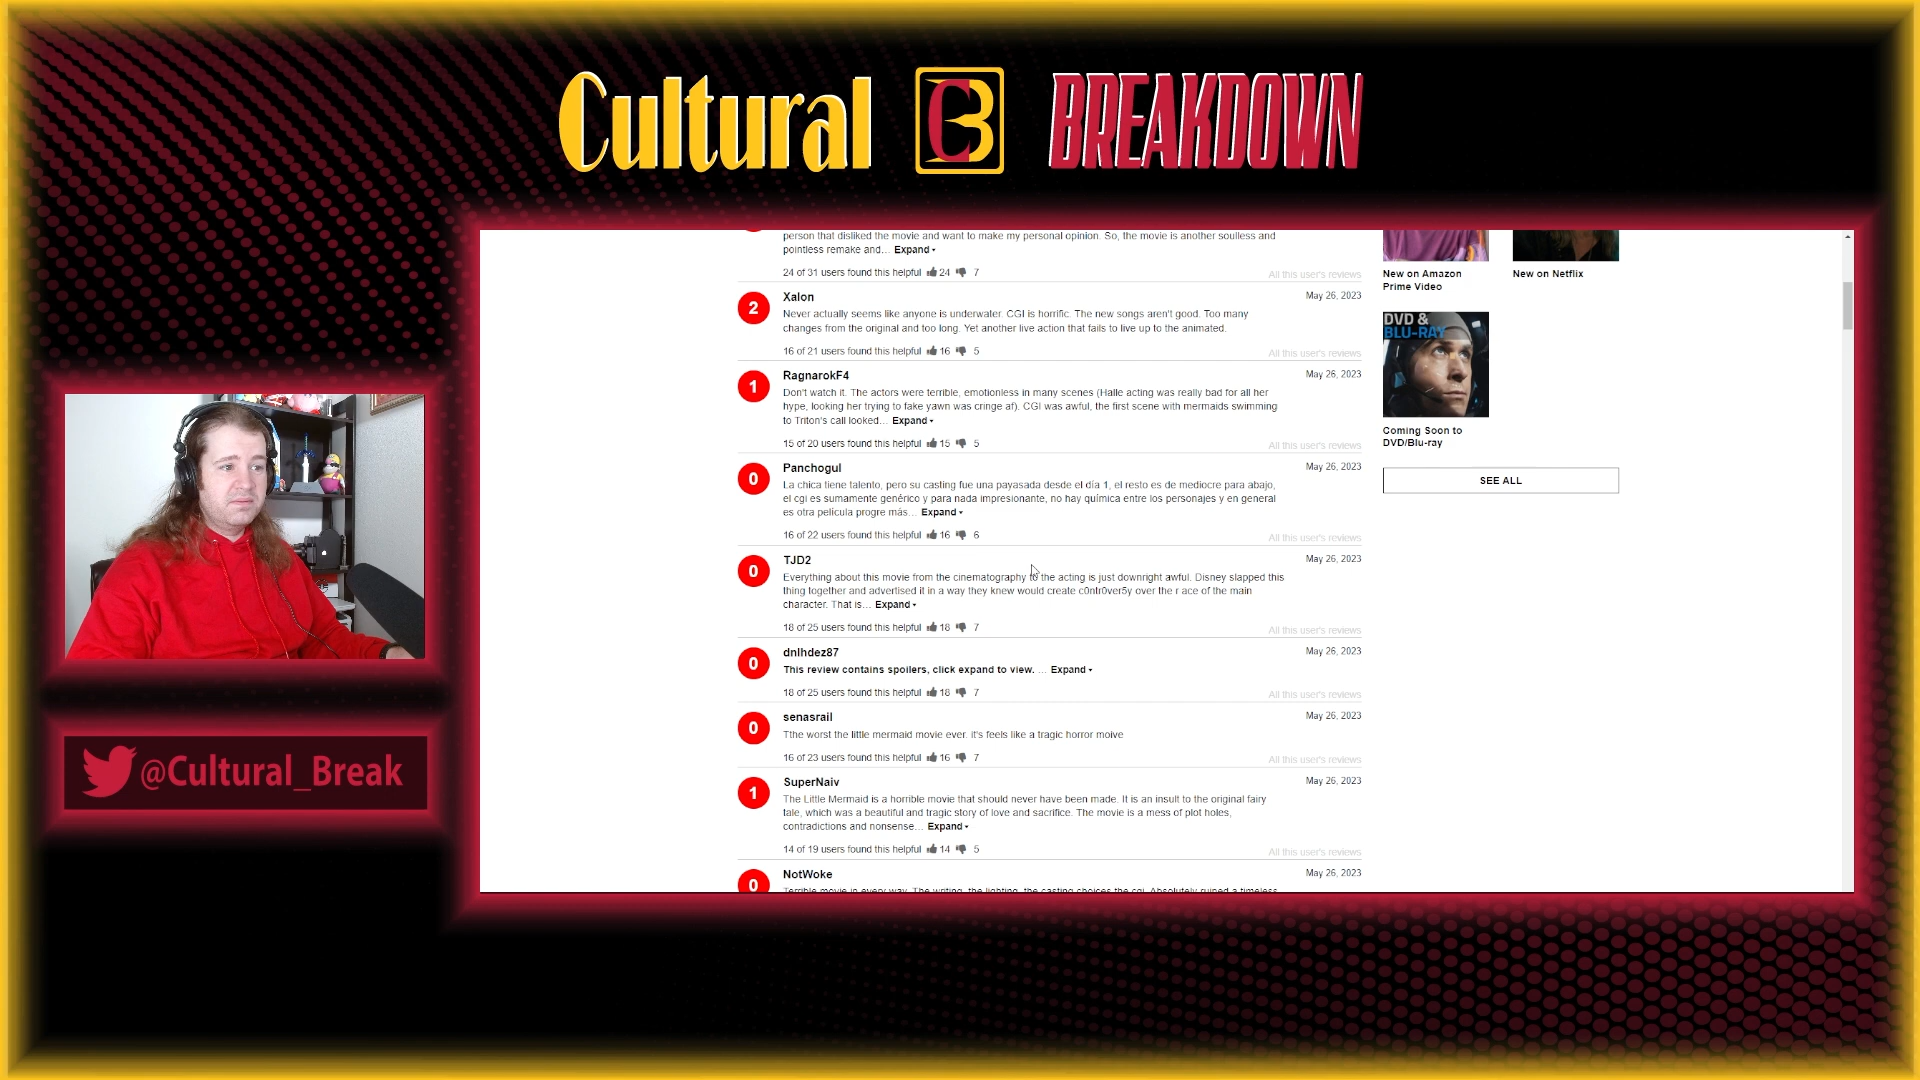 Cultural CB BREAKDOWN
person that disliked the movie and want to make my personal opinion. So, the movie is another soulless and
pointless remake and... Expand
24 of 31 users found this helpful 24 7
All this user's reviews
2
Xalon
May 26, 2023
Never actually seems like anyone is underwater. CGI is horrific. The new songs aren't good. Too many
changes from the original and too long. Yet another live action that fails to live up to the animated.
16 of 21 users found this helpful 16 5
All this user's reviews
1
RagnarokF4
May 26, 2023
Don't watch it. The actors were terrible, emotionless in many scenes (Halle acting was really bad for all her
hype, looking her trying to fake yawn was cringe af). CGI was awful, the first scene with mermaids swimming
to Triton's call looked... Expand
15 of 20 users found this helpful 15 5
All this user's reviews
0
Panchogul
May 26, 2023
La chica tiene talento, pero su casting fue una payasada desde el día 1, el resto es de mediocre para abajo,
el cgi es sumamente genérico y para nada impresionante, no hay química entre los personajes y en general
es otra película progre más... Expand
16 of 22 users found this helpful 16 6
All this user's reviews
0
TJD2
May 26, 2023
Everything about this movie from the cinematography to the acting is just downright awful. Disney slapped this
thing together and advertised it in a way they knew would create c0ntr0ver5y over the r ace of the main
character. That is... Expand
18 of 25 users found this helpful 18 7
All this user's reviews
0
dnlhdez87
May 26, 2023
This review contains spoilers, click expand to view. ... Expand
18 of 25 users found this helpful 18 7
All this user's reviews
0
senasrail
May 26, 2023
Tthe worst the little mermaid movie ever. it's feels like a tragic horror moive
16 of 23 users found this helpful 16 7
All this user's reviews
1
SuperNaiv
May 26, 2023
The Little Mermaid is a horrible movie that should never have been made. It is an insult to the original fairy
tale, which was a beautiful and tragic story of love and sacrifice. The movie is a mess of plot holes,
contradictions and nonsense... Expand
14 of 19 users found this helpful 14 5
All this user's reviews
0
NotWoke
May 26, 2023
Terrible movie in every way. The writing, the lighting, the casting choices the cgi. Absolutely ruined a timeless
New on Amazon
Prime Video
New on Netflix
DVD &
BLU-RAY
Coming Soon to
DVD/Blu-ray
SEE ALL
@Cultural_Break